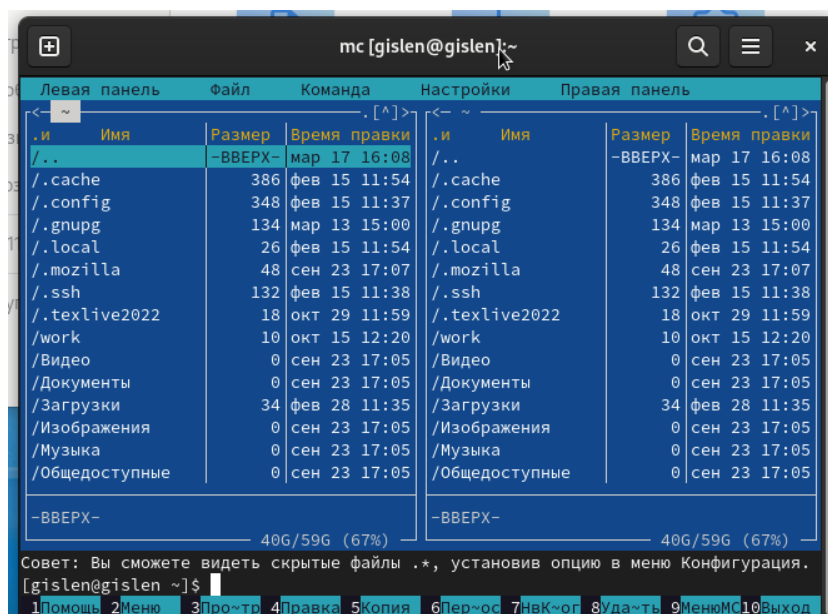 mc [gislen@gislen]:~
Левая панель Файл Команда Настройки Правая панель
<— ~ .[^]> <— ~ .[^]>
.и Имя Размер Время правки .и Имя Размер Время правки
/.. -ВВЕРХ- мар 17 16:08 /.. -ВВЕРХ- мар 17 16:08
/.cache 386 фев 15 11:54 /.cache 386 фев 15 11:54
/.config 348 фев 15 11:37 /.config 348 фев 15 11:37
/.gnupg 134 мар 13 15:00 /.gnupg 134 мар 13 15:00
/.local 26 фев 15 11:54 /.local 26 фев 15 11:54
/.mozilla 48 сен 23 17:07 /.mozilla 48 сен 23 17:07
/.ssh 132 фев 15 11:38 /.ssh 132 фев 15 11:38
/.texlive2022 18 окт 29 11:59 /.texlive2022 18 окт 29 11:59
/work 10 окт 15 12:20 /work 10 окт 15 12:20
/Видео 0 сен 23 17:05 /Видео 0 сен 23 17:05
/Документы 0 сен 23 17:05 /Документы 0 сен 23 17:05
/Загрузки 34 фев 28 11:35 /Загрузки 34 фев 28 11:35
/Изображения 0 сен 23 17:05 /Изображения 0 сен 23 17:05
/Музыка 0 сен 23 17:05 /Музыка 0 сен 23 17:05
/Общедоступные 0 сен 23 17:05 /Общедоступные 0 сен 23 17:05
-ВВЕРХ- -ВВЕРХ-
40G/59G (67%) 40G/59G (67%)
Совет: Вы сможете видеть скрытые файлы .*, установив опцию в меню Конфигурация.
[gislen@gislen ~]$
1Помощь 2Меню 3Про~тр 4Правка 5Копия 6Пер~ос 7НвК~ог 8Уда~ть 9МенюМС 10Выход